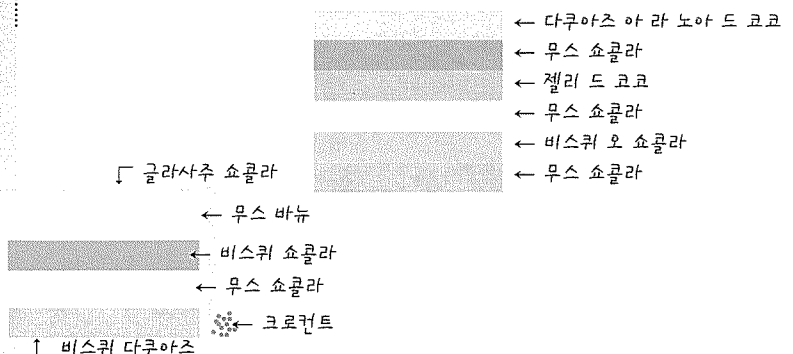 ← 다쿠아즈 아 라 노아 드 코코
← 무스 쇼콜라
← 젤리 드 코코
← 무스 쇼콜라
← 비스퀴 오 쇼콜라
← 무스 쇼콜라
글라사주 쇼콜라
← 무스 바뉴
← 비스퀴 쇼콜라
← 무스 쇼콜라
← 크로컨트
↑ 비스퀴 다쿠아즈